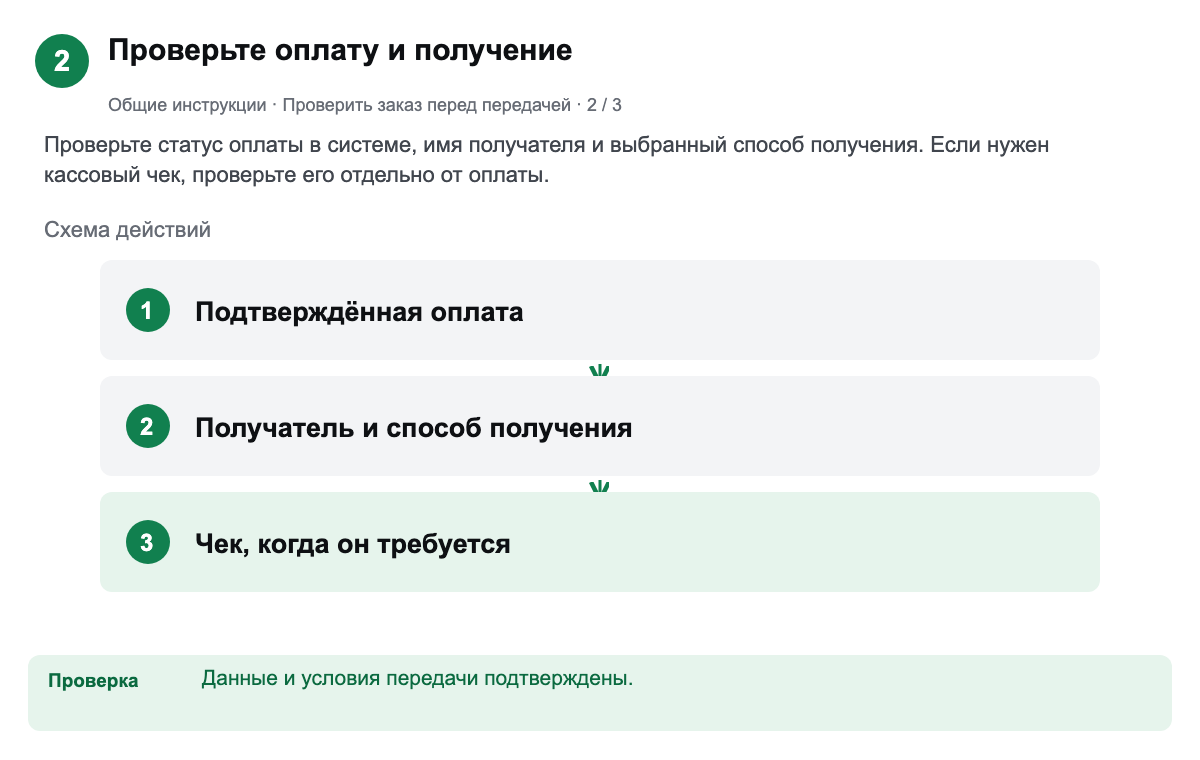 2
Проверьте оплату и получение
Общие инструкции · Проверить заказ перед передачей · 2 / 3
Проверьте статус оплаты в системе, имя получателя и выбранный способ получения. Если нужен
кассовый чек, проверьте его отдельно от оплаты.
Схема действий
1 Подтверждённая оплата
2 Получатель и способ получения
3 Чек, когда он требуется
Проверка Данные и условия передачи подтверждены.